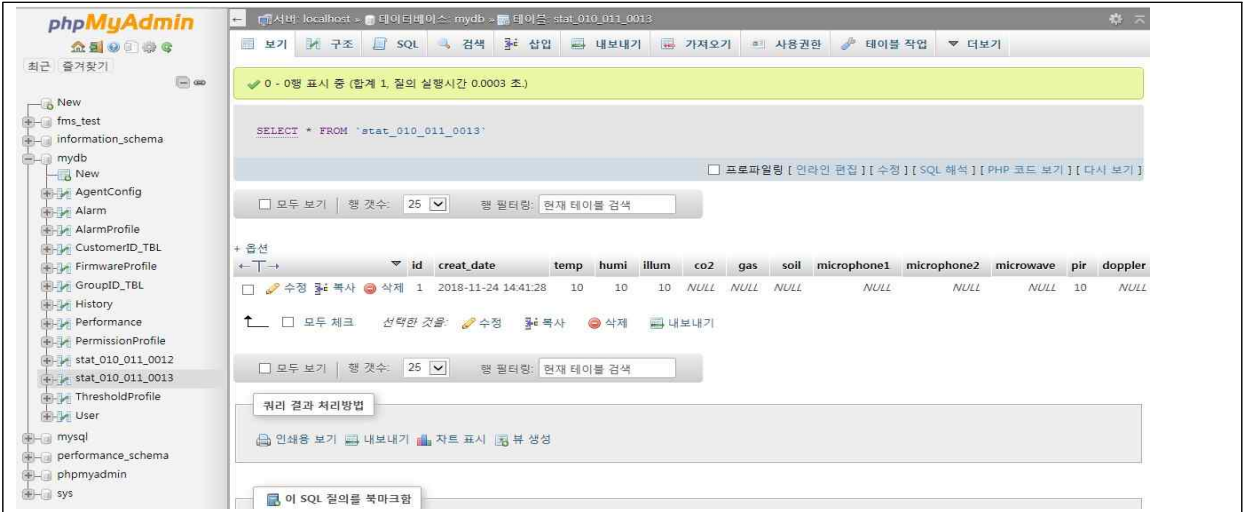 phpMyAdmin
최근 즐겨찾기
New
fms_test
information_schema
mydb
New
AgentConfig
Alarm
AlarmProfile
CustomerID_TBL
FirmwareProfile
GroupID_TBL
History
Performance
PermissionProfile
stat_010_011_0012
stat_010_011_0013
ThresholdProfile
User
mysql
performance_schema
phpmyadmin
sys
서버: localhost » 데이터베이스: mydb » 테이블: stat_010_011_0013
보기 구조 SQL 검색 삽입 내보내기 가져오기 사용권한 테이블 작업 더보기
0 - 0행 표시 중 (합계 1, 질의 실행시간 0.0003 초.)
SELECT * FROM `stat_010_011_0013`
프로파일링 [ 인라인 편집 ] [ 수정 ] [ SQL 해석 ] [ PHP 코드 보기 ] [ 다시 보기 ]
모두 보기 | 행 갯수: 25 행 필터링: 현재 테이블 검색
+ 옵션
←T→ id creat_date temp humi illum co2 gas soil microphone1 microphone2 microwave pir doppler
수정 복사 삭제 1 2018-11-24 14:41:28 10 10 10 NULL NULL NULL NULL NULL NULL 10 NULL
모두 체크 선택한 것을: 수정 복사 삭제 내보내기
모두 보기 | 행 갯수: 25 행 필터링: 현재 테이블 검색
쿼리 결과 처리방법
인쇄용 보기 내보내기 차트 표시 뷰 생성
이 SQL 질의를 북마크함